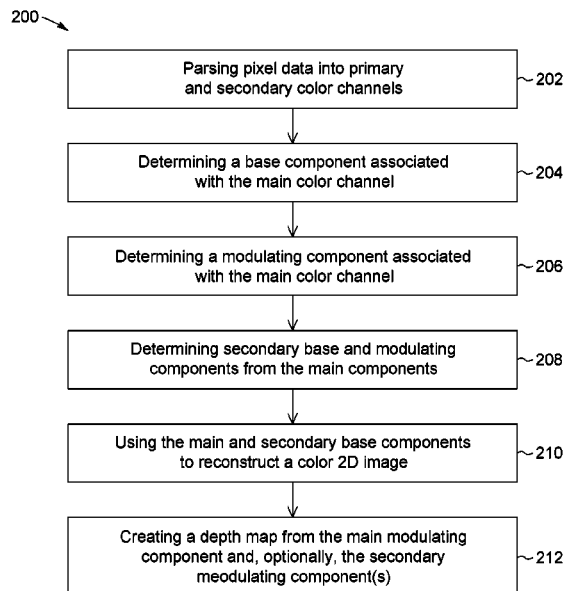 200
Parsing pixel data into primary
and secondary color channels
202
Determining a base component associated
with the main color channel
204
Determining a modulating component associated
with the main color channel
206
Determining secondary base and modulating
components from the main components
208
Using the main and secondary base components
to reconstruct a color 2D image
210
Creating a depth map from the main modulating
component and, optionally, the secondary
meodulating component(s)
212